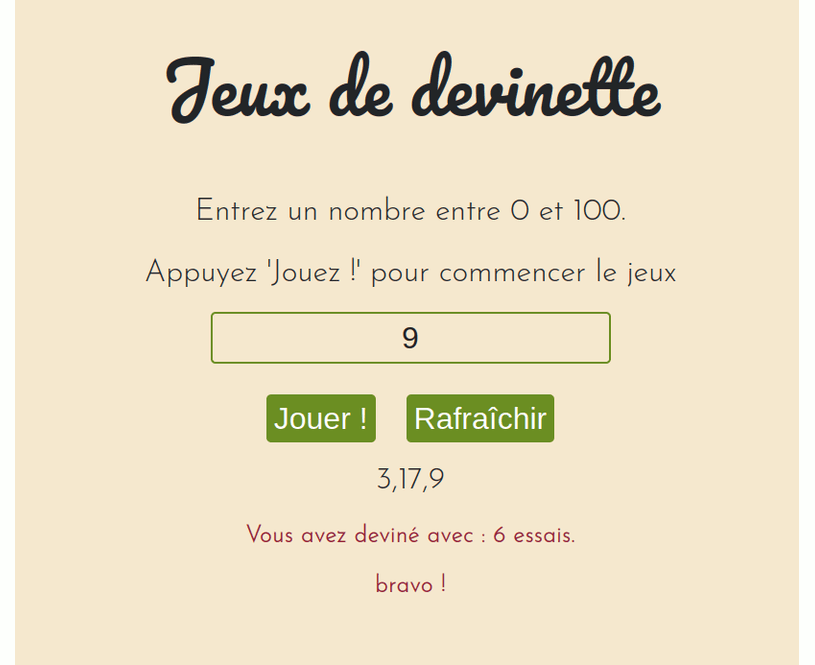 Jeux de devinette
Entrez un nombre entre 0 et 100.
Appuyez 'Jouez !' pour commencer le jeux
9
Jouer ! Rafraîchir
3,17,9
Vous avez deviné avec : 6 essais.
bravo !